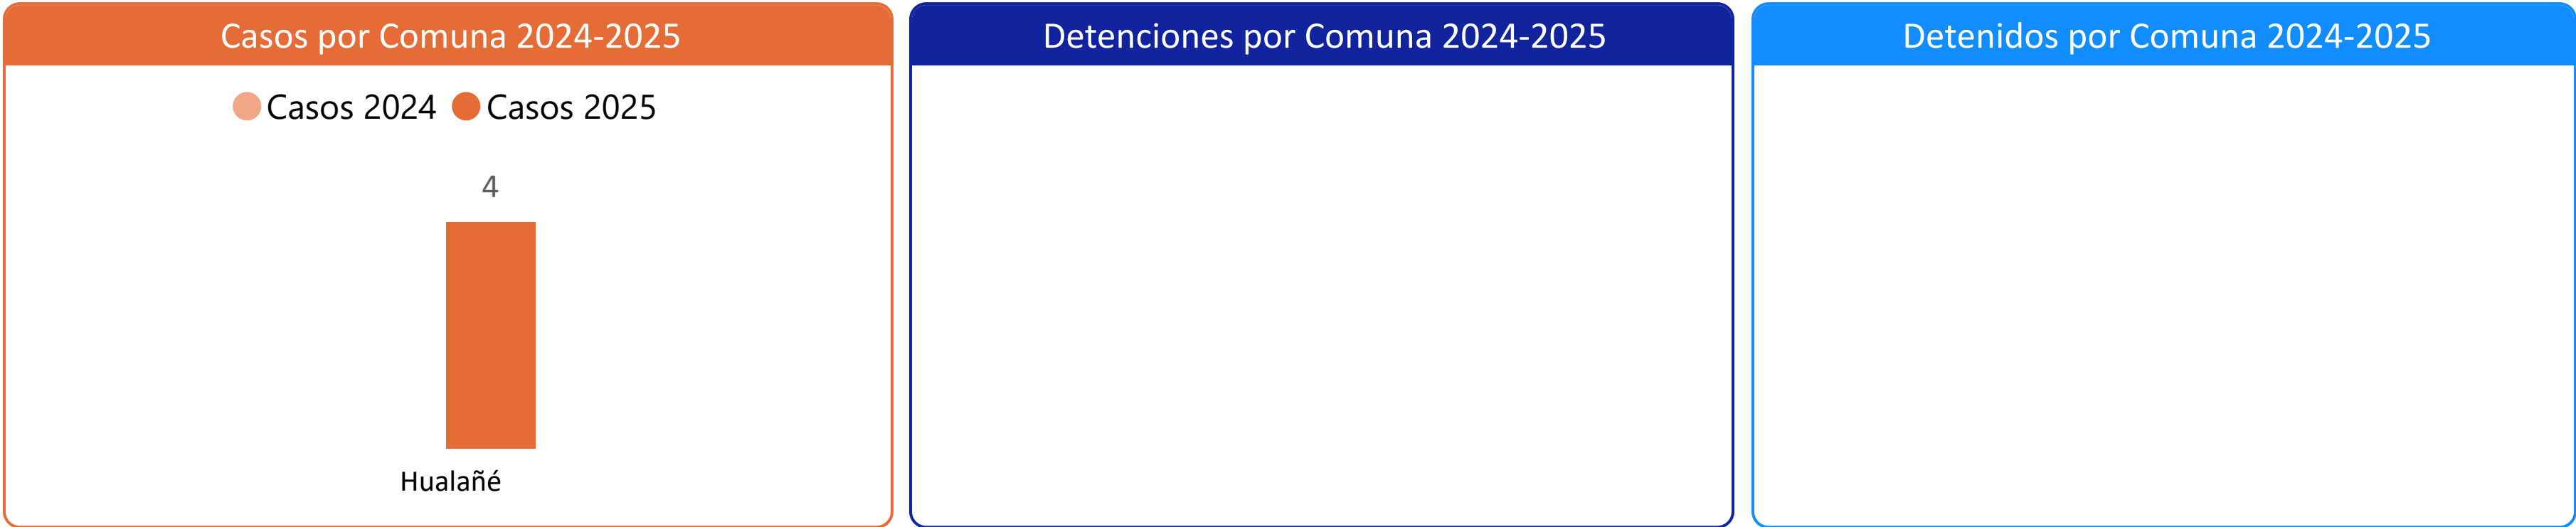 Casos por Comuna 2024-2025
Casos 2024 Casos 2025
4
Hualañé
Detenciones por Comuna 2024-2025
Detenidos por Comuna 2024-2025